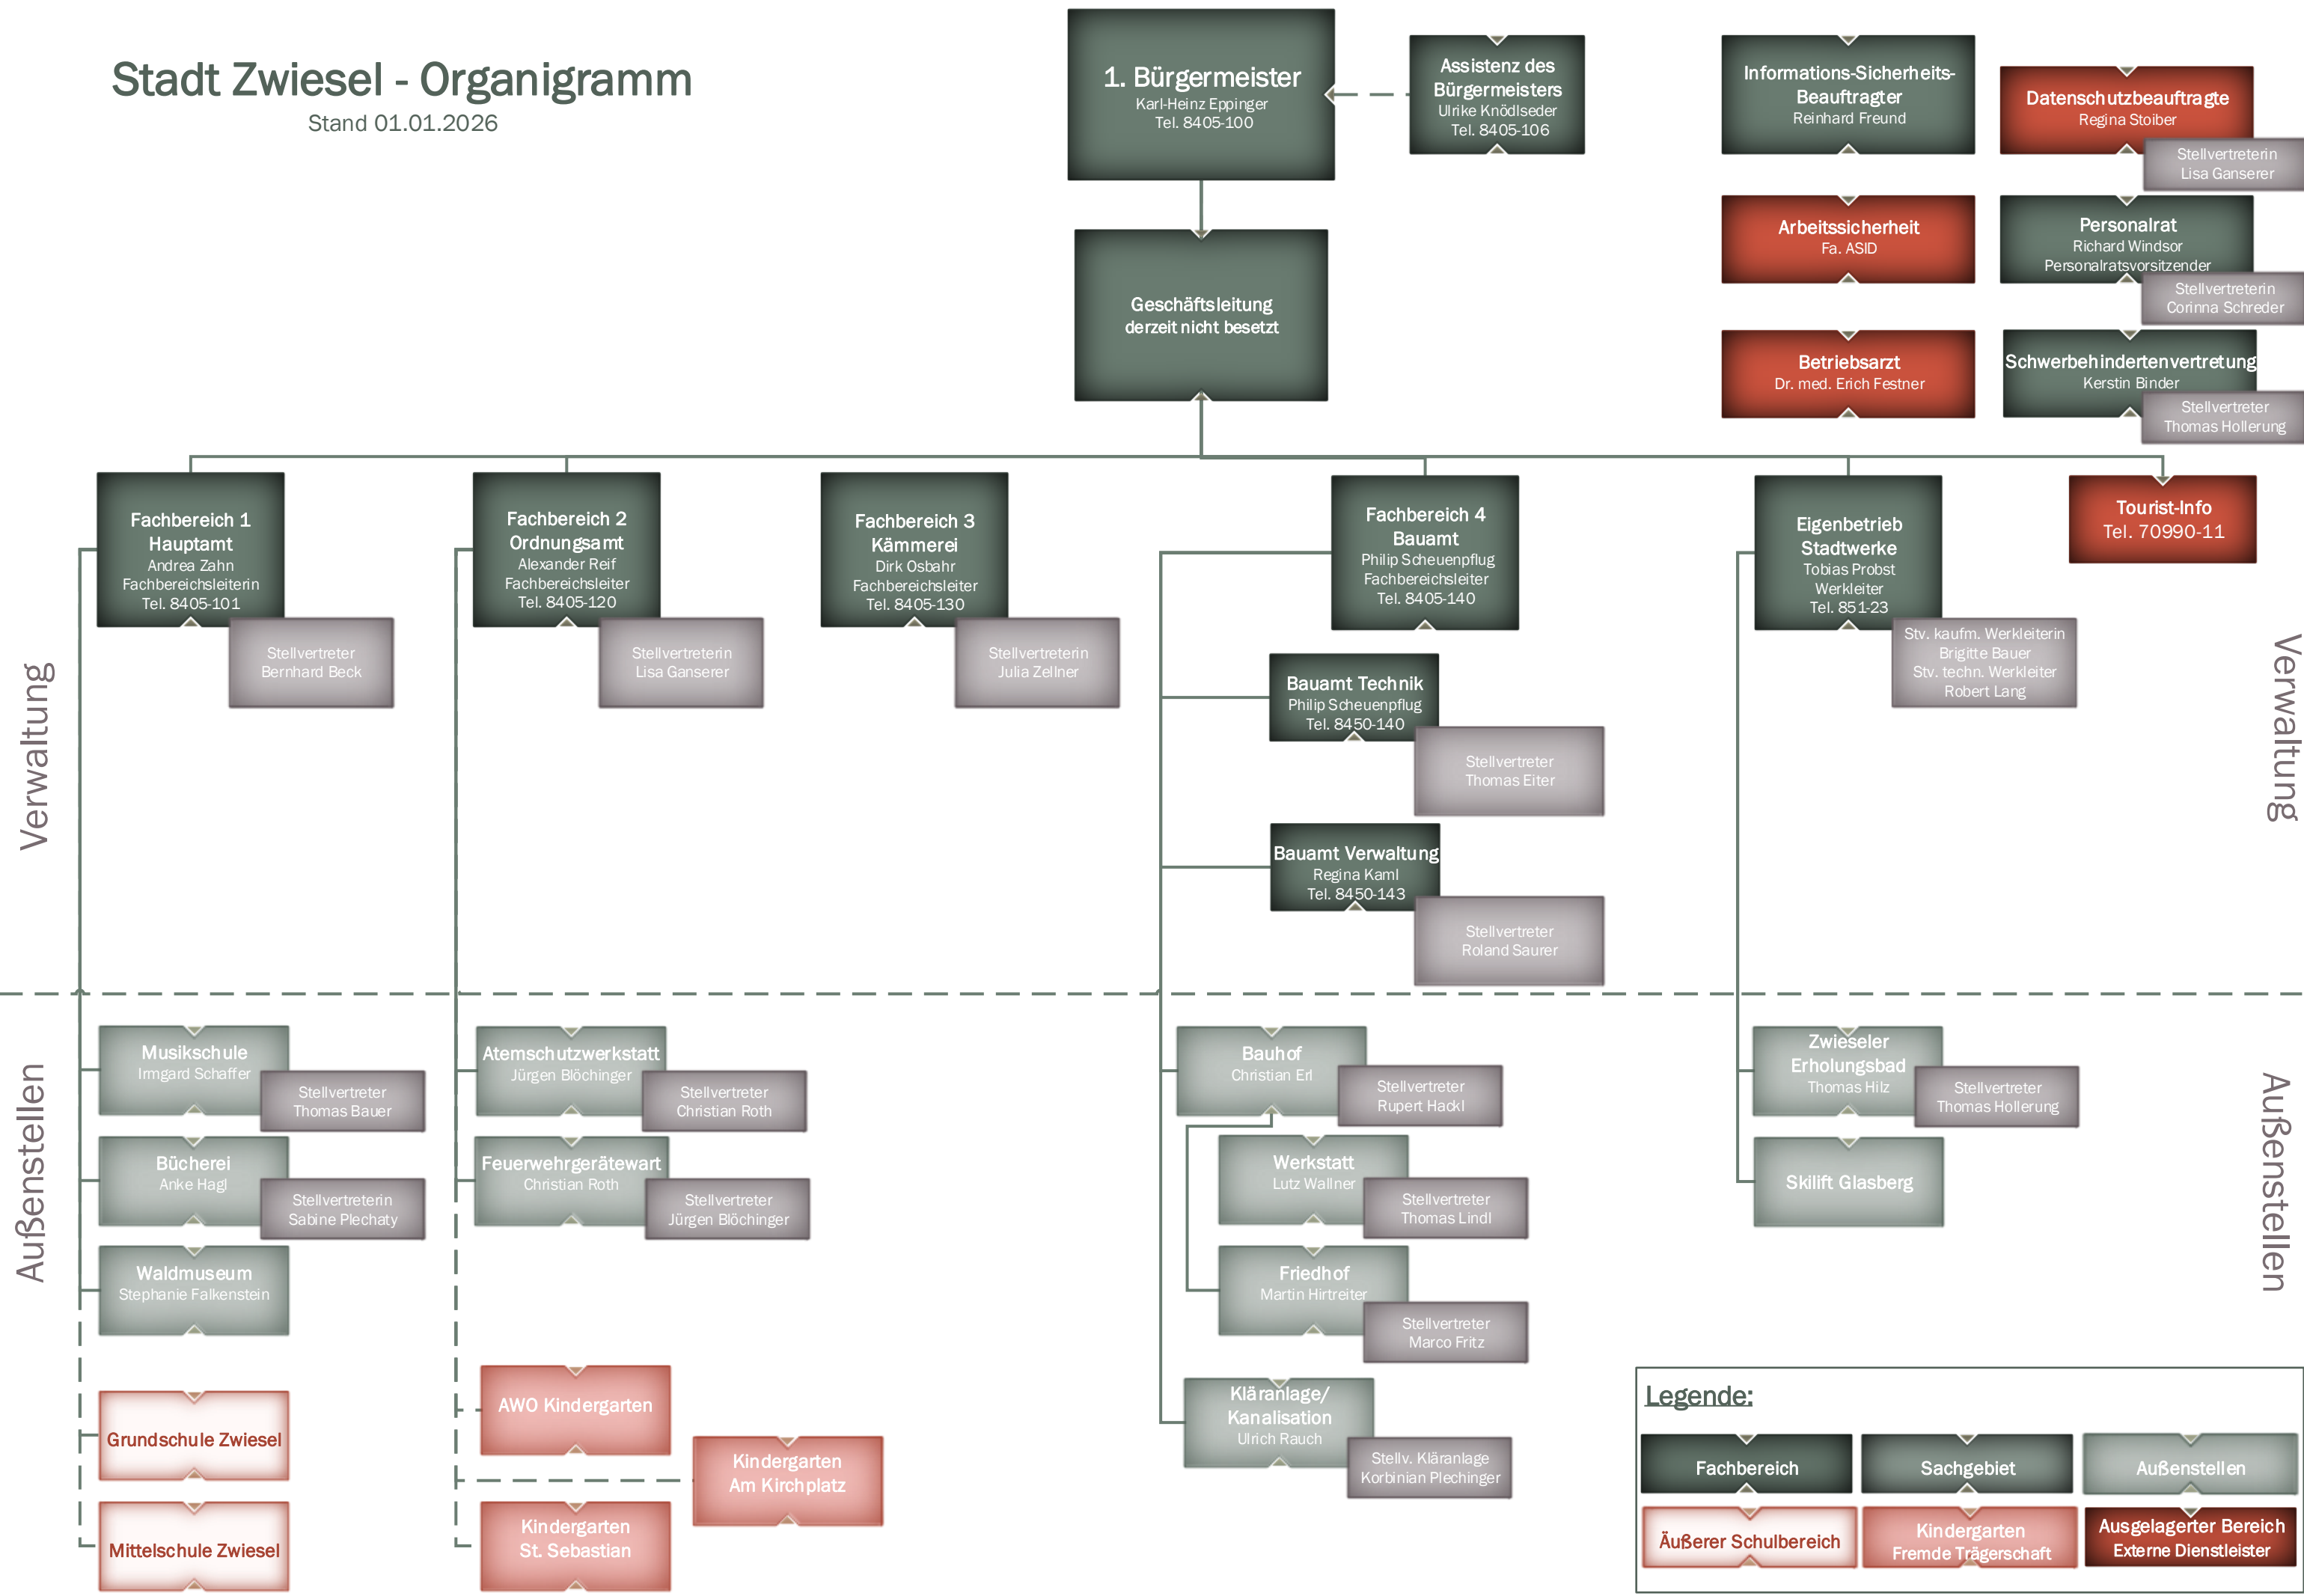 Stadt Zwiesel - Organigramm
Stand 01.01.2026
1. Bürgermeister
Karl-Heinz Eppinger
Tel. 8405-100
Assistenz des
Bürgermeisters
Ulrike Knödlseder
Tel. 8405-106
Informations-Sicherheits-
Beauftragter
Reinhard Freund
Datenschutzbeauftragte
Regina Stoiber
Stellvertreterin
Lisa Ganserer
Arbeitssicherheit
Fa. ASID
Personalrat
Richard Windsor
Personalratsvorsitzender
Stellvertreterin
Corinna Schreder
Geschäftsleitung
derzeit nicht besetzt
Betriebsarzt
Dr. med. Erich Festner
Schwerbehindertenvertretung
Kerstin Binder
Stellvertreter
Thomas Hollerung
Fachbereich 1
Hauptamt
Andrea Zahn
Fachbereichsleiterin
Tel. 8405-101
Stellvertreter
Bernhard Beck
Fachbereich 2
Ordnungsamt
Alexander Reif
Fachbereichsleiter
Tel. 8405-120
Stellvertreterin
Lisa Ganserer
Fachbereich 3
Kämmerei
Dirk Osbahr
Fachbereichsleiter
Tel. 8405-130
Stellvertreterin
Julia Zellner
Fachbereich 4
Bauamt
Philip Scheuenpflug
Fachbereichsleiter
Tel. 8405-140
Eigenbetrieb
Stadtwerke
Tobias Probst
Werkleiter
Tel. 851-23
Stv. kaufm. Werkleiterin
Brigitte Bauer
Stv. techn. Werkleiter
Robert Lang
Tourist-Info
Tel. 70990-11
Verwaltung
Verwaltung
Bauamt Technik
Philip Scheuenpflug
Tel. 8450-140
Stellvertreter
Thomas Eiter
Bauamt Verwaltung
Regina Kaml
Tel. 8450-143
Stellvertreter
Roland Saurer
Außenstellen
Außenstellen
Musikschule
Irmgard Schaffer
Stellvertreter
Thomas Bauer
Bücherei
Anke Hagl
Stellvertreterin
Sabine Plechaty
Waldmuseum
Stephanie Falkenstein
Grundschule Zwiesel
Mittelschule Zwiesel
Atemschutzwerkstatt
Jürgen Blöchinger
Stellvertreter
Christian Roth
Feuerwehrgerätewart
Christian Roth
Stellvertreter
Jürgen Blöchinger
AWO Kindergarten
Kindergarten
Am Kirchplatz
Kindergarten
St. Sebastian
Bauhof
Christian Erl
Stellvertreter
Rupert Hackl
Werkstatt
Lutz Wallner
Stellvertreter
Thomas Lindl
Friedhof
Martin Hirtreiter
Stellvertreter
Marco Fritz
Kläranlage/
Kanalisation
Ulrich Rauch
Stellv. Kläranlage
Korbinian Plechinger
Zwieseler
Erholungsbad
Thomas Hilz
Stellvertreter
Thomas Hollerung
Skilift Glasberg
Legende:
Fachbereich
Sachgebiet
Außenstellen
Äußerer Schulbereich
Kindergarten
Fremde Trägerschaft
Ausgelagerter Bereich
Externe Dienstleister